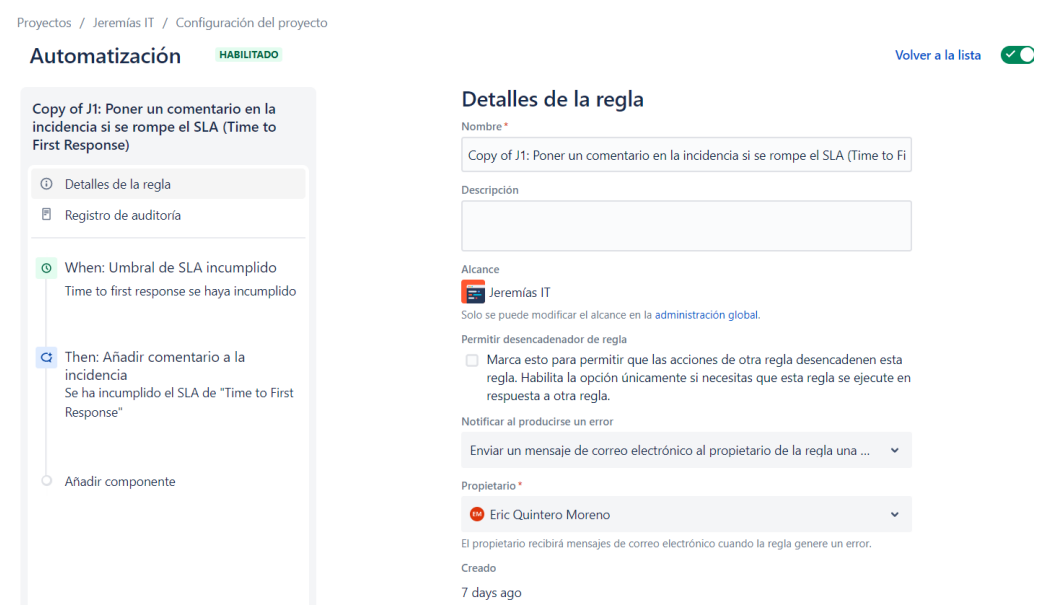 Proyectos / Jeremías IT / Configuración del proyecto
Automatización HABILITADO
Volver a la lista
Copy of J1: Poner un comentario en la
incidencia si se rompe el SLA (Time to
First Response)
Detalles de la regla
Registro de auditoría
When: Umbral de SLA incumplido
Time to first response se haya incumplido
Then: Añadir comentario a la
incidencia
Se ha incumplido el SLA de "Time to First
Response"
Añadir componente
Detalles de la regla
Nombre*
Copy of J1: Poner un comentario en la incidencia si se rompe el SLA (Time to Fi
Descripción
Alcance
Jeremías IT
Solo se puede modificar el alcance en la administración global.
Permitir desencadenador de regla
Marca esto para permitir que las acciones de otra regla desencadenen esta
regla. Habilita la opción únicamente si necesitas que esta regla se ejecute en
respuesta a otra regla.
Notificar al producirse un error
Enviar un mensaje de correo electrónico al propietario de la regla una ...
Propietario*
EM Eric Quintero Moreno
El propietario recibirá mensajes de correo electrónico cuando la regla genere un error.
Creado
7 days ago